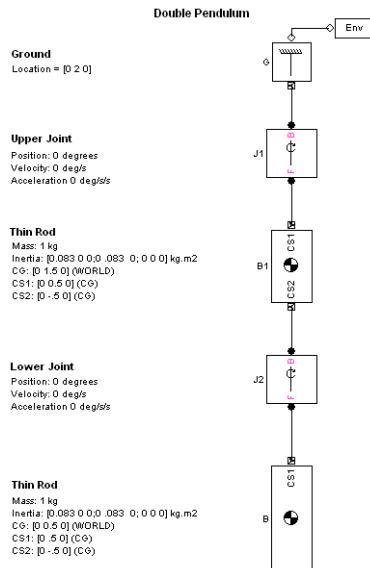 Double Pendulum
Env
Ground
Location = [0 2 0]
G
Upper Joint
Position: 0 degrees
Velocity: 0 deg/s
Acceleration 0 deg/s/s
J1
B
F
Thin Rod
Mass: 1 kg
Inertia: [0.083 0 0;0 .083 0; 0 0 0] kg.m2
CG: [0 1.5 0] (WORLD)
CS1: [0 0.5 0] (CG)
CS2: [0 -.5 0] (CG)
B1
CS1
CS2
Lower Joint
Position: 0 degrees
Velocity: 0 deg/s
Acceleration 0 deg/s/s
J2
B
F
Thin Rod
Mass: 1 kg
Inertia: [0.083 0 0;0 .083 0; 0 0 0] kg.m2
CG: [0 0.5 0] (WORLD)
CS1: [0 .5 0] (CG)
CS2: [0 -.5 0] (CG)
B
CS1